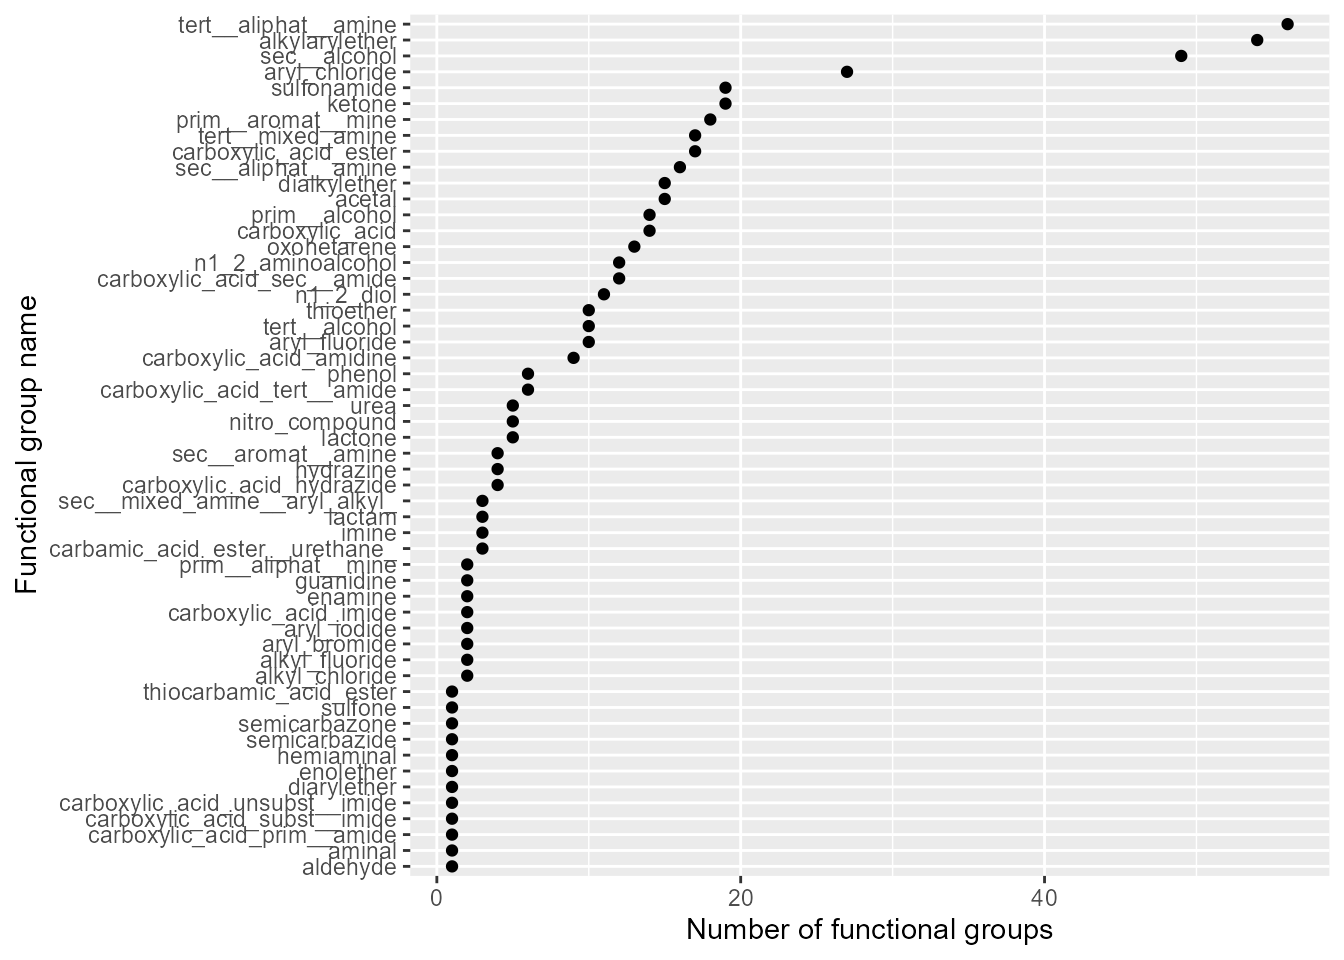 tert__aliphat__amine
alkylarylether
sec__alcohol
aryl_chloride
sulfonamide
ketone
prim__aromat__mine
tert__mixed_amine
carboxylic_acid_ester
sec__aliphat__amine
dialkylether
acetal
prim__alcohol
carboxylic_acid
oxohetarene
n1_2_aminoalcohol
carboxylic_acid_sec__amide
n1_2_diol
thioether
tert__alcohol
aryl_fluoride
carboxylic_acid_amidine
phenol
carboxylic_acid_tert__amide
urea
nitro_compound
lactone
sec__aromat__amine
hydrazine
carboxylic_acid_hydrazide
sec__mixed_amine__aryl_alkyl_
lactam
imine
carbamic_acid_ester__urethane_
prim__aliphat__mine
guanidine
enamine
carboxylic_acid_imide
aryl_iodide
aryl_bromide
alkyl_fluoride
alkyl_chloride
thiocarbamic_acid_ester
sulfone
semicarbazone
semicarbazide
hemiaminal
enolether
diarylether
carboxylic_acid_unsubst__imide
carboxylic_acid_subst__imide
carboxylic_acid_prim__amide
aminal
aldehyde
Functional group name
0 20 40
Number of functional groups